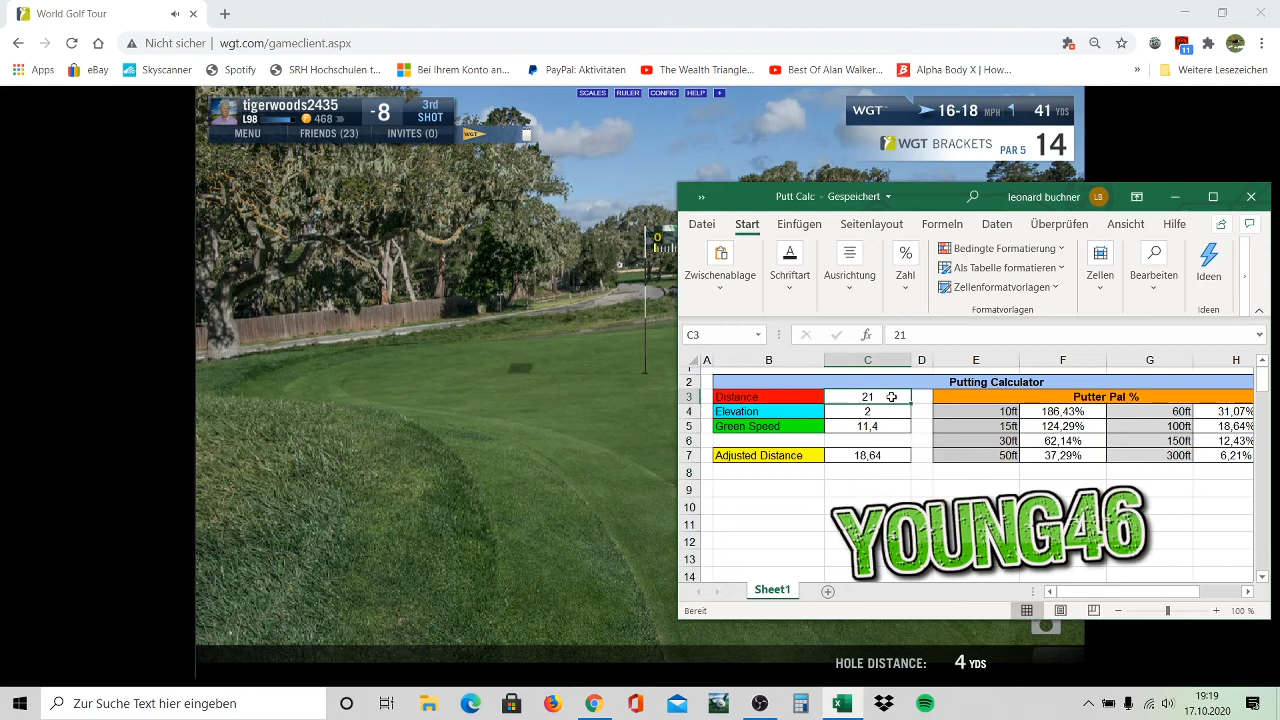 World Golf Tour
Nicht sicher | wgt.com/gameclient.aspx
11
Apps eBay Skyscanner Spotify SRH Hochschulen t... Bei Ihrem Konto an... PayPal: Aktivitäten The Wealth Triangle... Best Of Arn Walker... Alpha Body X | How... » Weitere Lesezeichen
SCALES RULER CONFIG HELP +
tigerwoods2435
L98 468
-8
3rd
SHOT
MENU FRIENDS (23) INVITES (0) WGT
WGT 16-18 MPH 41 YDS
WGT BRACKETS PAR 5 14
Putt Calc - Gespeichert leonard buchner LB
Datei Start Einfügen Seitenlayout Formeln Daten Überprüfen Ansicht Hilfe
Zwischenablage Schriftart Ausrichtung Zahl
Bedingte Formatierung
Als Tabelle formatieren
Zellenformatvorlagen
Formatvorlagen
Zellen Bearbeiten Ideen
Ideen
C3 fx 21
A B C D E F G H
1
2 Putting Calculator
3 Distance 21 Putter Pal %
4 Elevation 2 10ft 186,43% 60ft 31,07%
5 Green Speed 11,4 15ft 124,29% 100ft 18,64%
6 30ft 62,14% 150ft 12,43%
7 Adjusted Distance 18,64 50ft 37,29% 300ft 6,21%
8
9
10
11
12
13
14
YOUNG46
Sheet1
Bereit 100 %
HOLE DISTANCE: 4 YDS
Zur Suche Text hier eingeben
19:19
17.10.2020